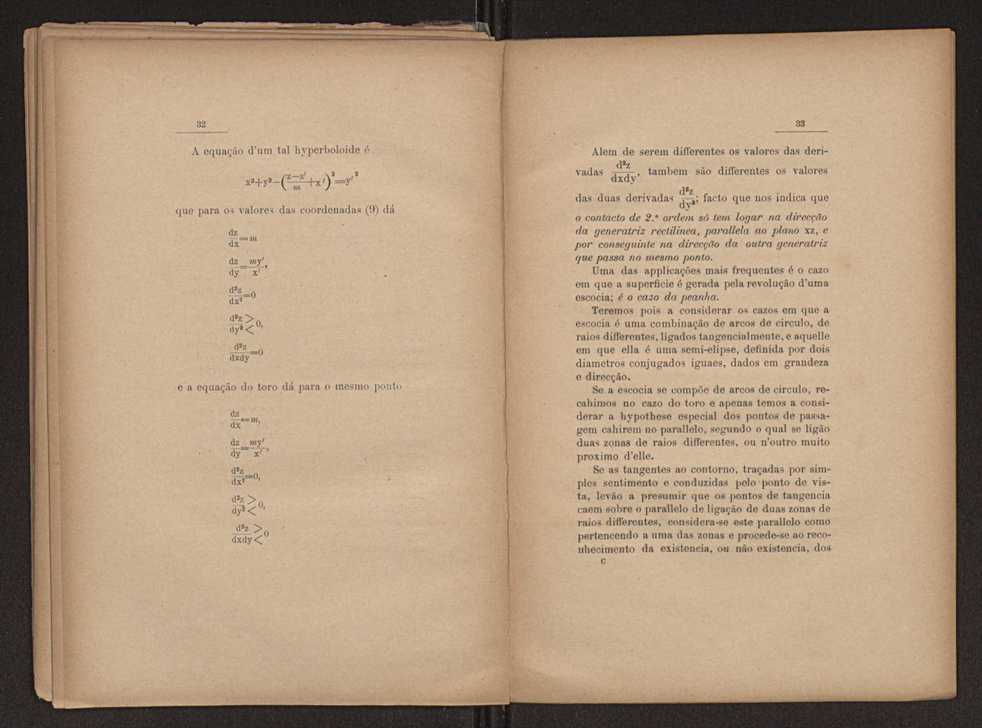 32
A equação d'um tal hyperboloide é
x²+y²−((z−z′)/m + x′)²=y′²
que para os valores das coordenadas (9) dá
dz/dx=m
dz/dy=my′/x′,
d²z/dx²=0
d²z/dy² >< 0,
d²z/dxdy=0
e a equação do toro dá para o mesmo ponto
dz/dx=m,
dz/dy=my′/x′,
d²z/dx²=0,
d²z/dy² >< 0,
d²z/dxdy >< 0
33
Alem de serem differentes os valores das deri-
vadas d²z/dxdy, tambem são differentes os valores
das duas derivadas d²z/dy²; facto que nos indica que
o contacto de 2.ª ordem só tem logar na direcção
da generatriz rectilinea, parallela ao plano xz, e
por conseguinte na direcção da outra generatriz
que passa no mesmo ponto.
Uma das applicações mais frequentes é o cazo
em que a superficie é gerada pela revolução d'uma
escocia; é o cazo da peanha.
Teremos pois a considerar os cazos em que a
escocia é uma combinação de arcos de circulo, de
raios differentes, ligados tangencialmente, e aquelle
em que ella é uma semi-elipse, definida por dois
diametros conjugados iguaes, dados em grandeza
e direcção.
Se a escocia se compõe de arcos de circulo, re-
cahimos no cazo do toro e apenas temos a consi-
derar a hypothese especial dos pontos de passa-
gem cahirem no parallelo, segundo o qual se ligão
duas zonas de raios differentes, ou n'outro muito
proximo d'elle.
Se as tangentes ao contorno, traçadas por sim-
ples sentimento e conduzidas pelo ponto de vis-
ta, levão a presumir que os pontos de tangencia
caem sobre o parallelo de ligação de duas zonas de
raios differentes, considera-se este parallelo como
pertencendo a uma das zonas e procede-se ao reco-
nhecimento da existencia, ou não existencia, dos
C